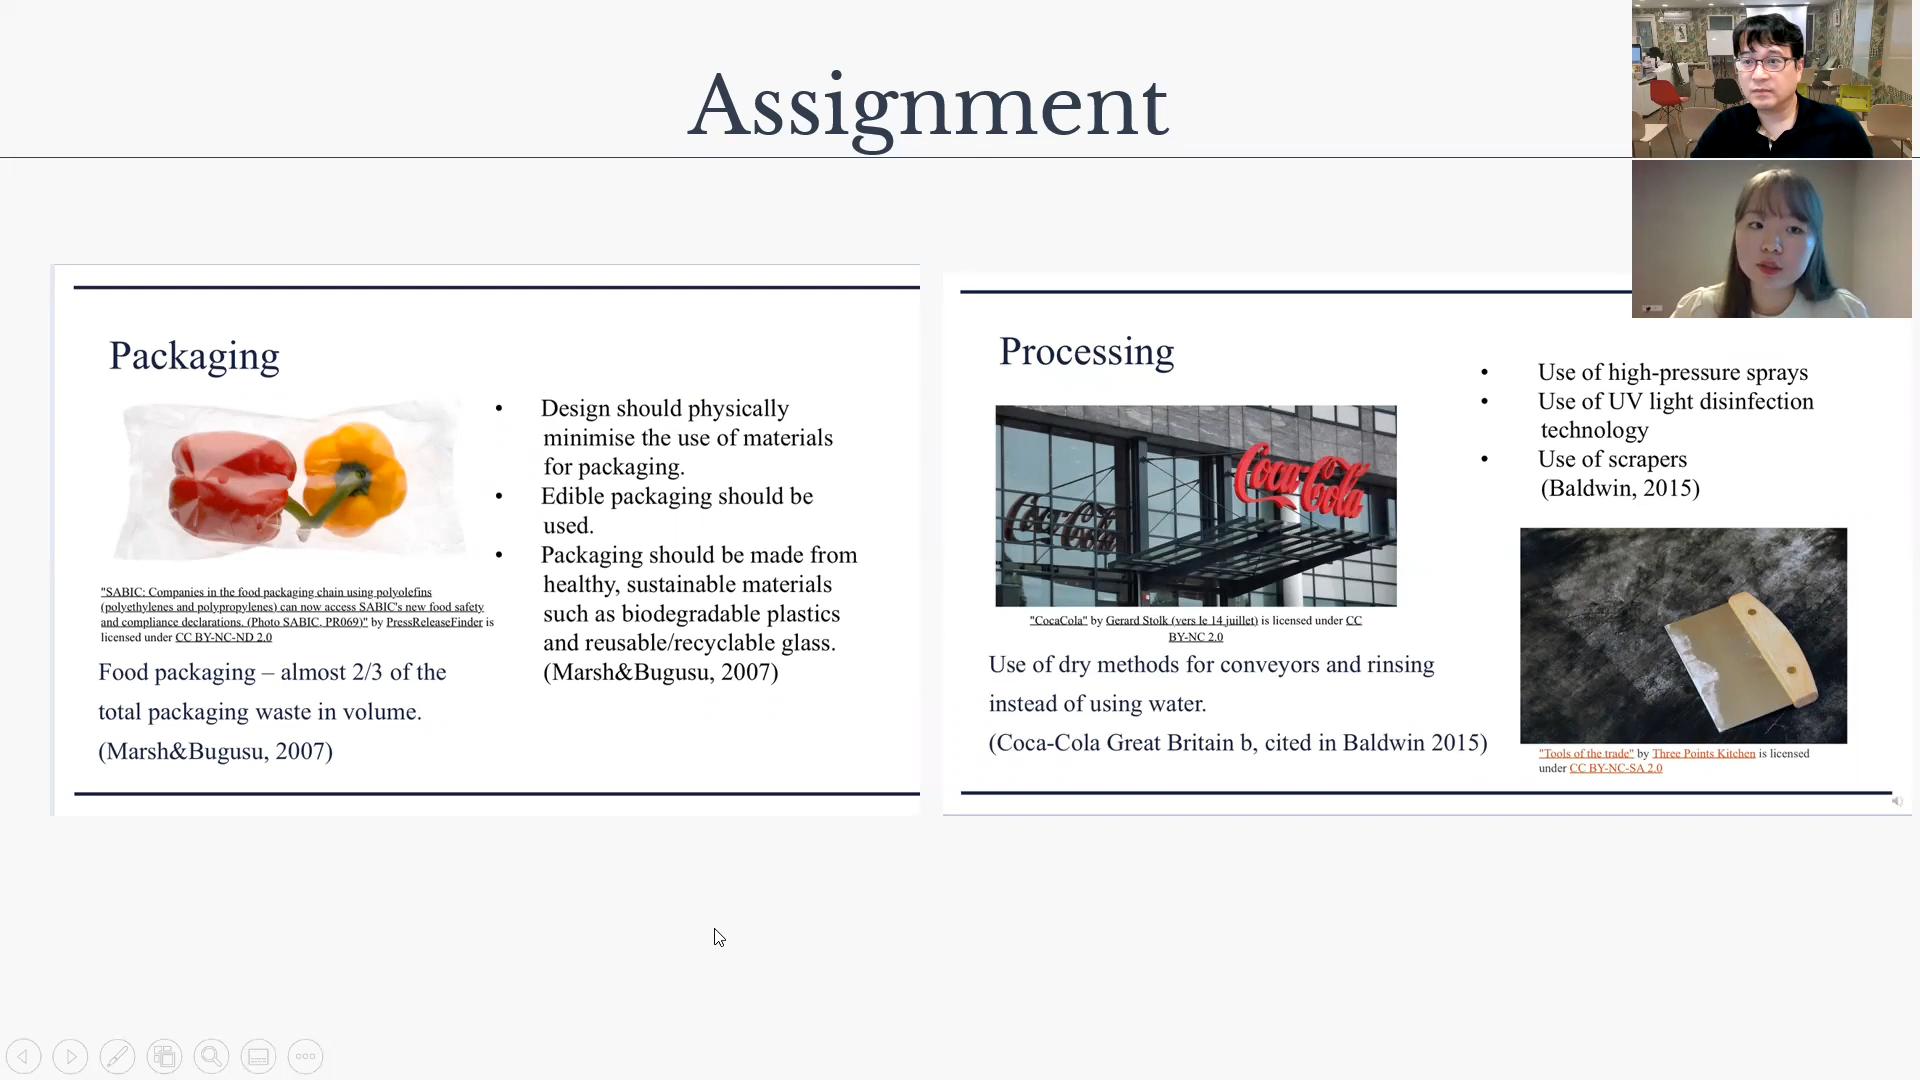 Assignment
Packaging
"SABIC: Companies in the food packaging chain using polyolefins
(polyethylenes and polypropylenes) can now access SABIC's new food safety
and compliance declarations. (Photo SABIC, PR069)" by PressReleaseFinder is
licensed under CC BY-NC-ND 2.0
Food packaging – almost 2/3 of the
total packaging waste in volume.
(Marsh&Bugusu, 2007)
• Design should physically
minimise the use of materials
for packaging.
• Edible packaging should be
used.
• Packaging should be made from
healthy, sustainable materials
such as biodegradable plastics
and reusable/recyclable glass.
(Marsh&Bugusu, 2007)
Processing
Coca-Cola
Coca-Cola
"CocaCola" by Gerard Stolk (vers le 14 juillet) is licensed under CC
BY-NC 2.0
Use of dry methods for conveyors and rinsing
instead of using water.
(Coca-Cola Great Britain b, cited in Baldwin 2015)
• Use of high-pressure sprays
• Use of UV light disinfection
technology
• Use of scrapers
(Baldwin, 2015)
"Tools of the trade" by Three Points Kitchen is licensed
under CC BY-NC-SA 2.0